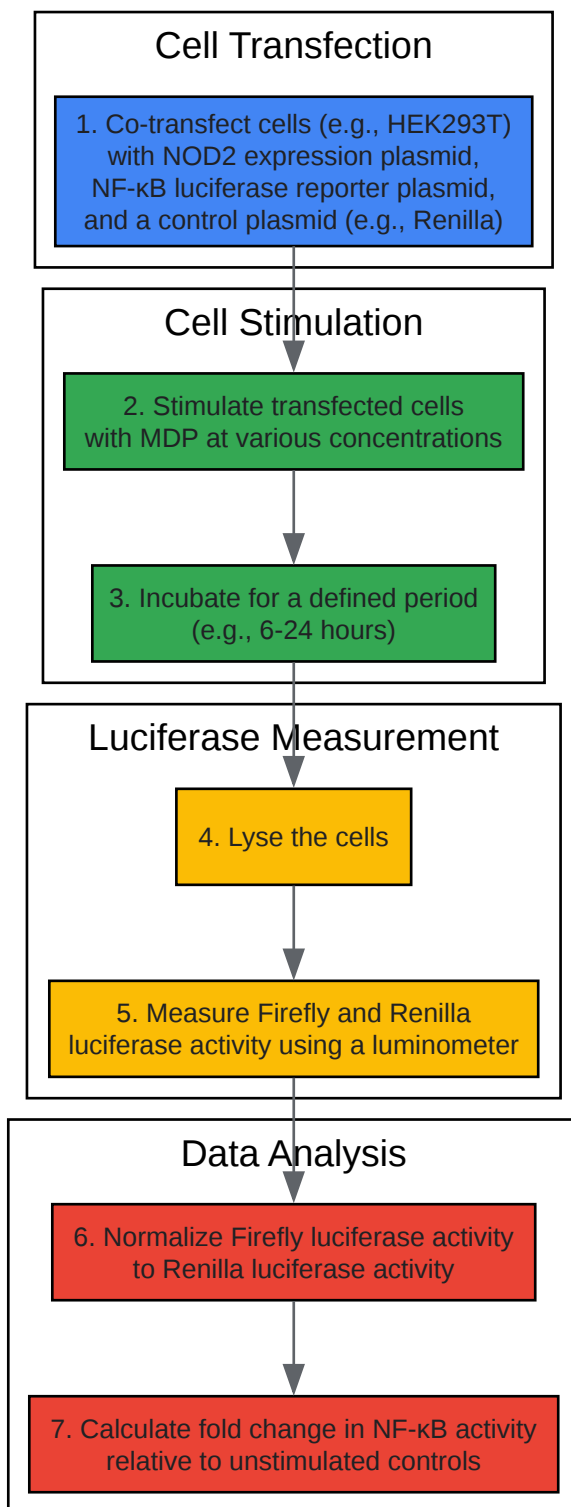 Cell Transfection
1. Co-transfect cells (e.g., HEK293T)
with NOD2 expression plasmid,
NF-κB luciferase reporter plasmid,
and a control plasmid (e.g., Renilla)
Cell Stimulation
2. Stimulate transfected cells
with MDP at various concentrations
3. Incubate for a defined period
(e.g., 6-24 hours)
Luciferase Measurement
4. Lyse the cells
5. Measure Firefly and Renilla
luciferase activity using a luminometer
Data Analysis
6. Normalize Firefly luciferase activity
to Renilla luciferase activity
7. Calculate fold change in NF-κB activity
relative to unstimulated controls